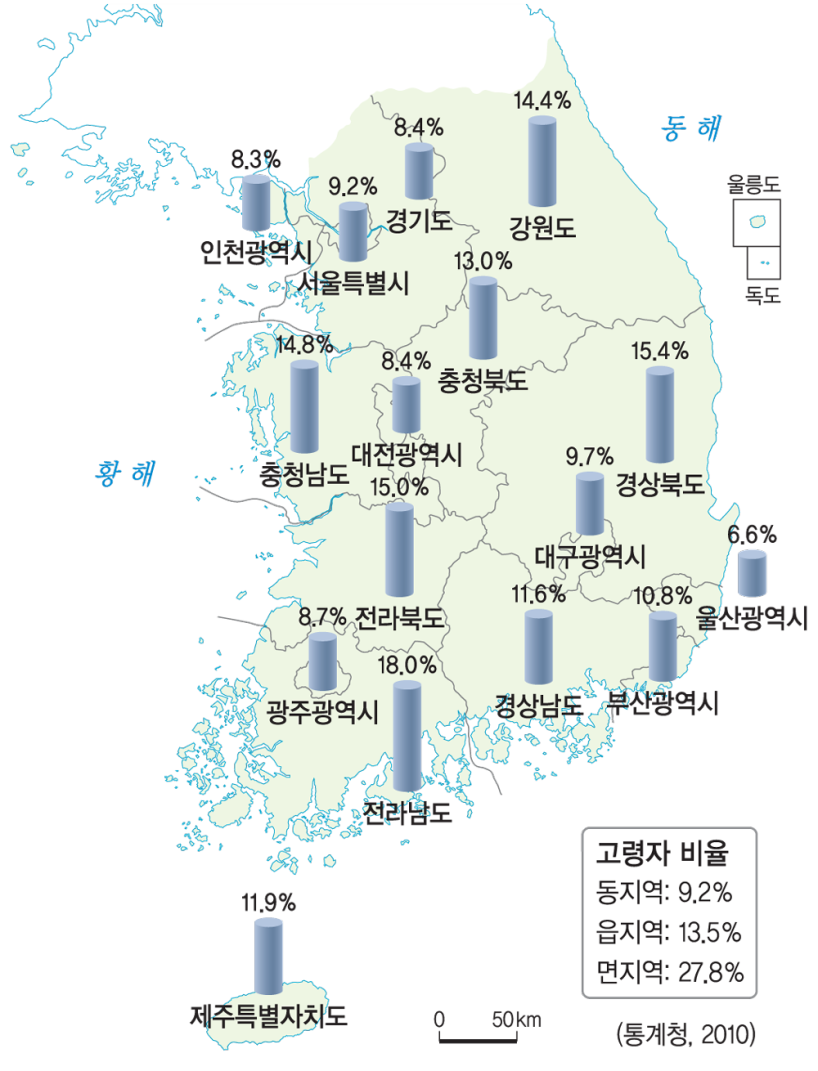 14.4%
동 해
8.4%
8.3%
9.2%
울릉도
경기도
강원도
인천광역시
13.0%
서울특별시
독도
14.8%
15.4%
8.4%
충청북도
대전광역시
9.7%
황 해
충청남도
경상북도
15.0%
6.6%
대구광역시
11.6%
10.8%
8.7%
전라북도
울산광역시
18.0%
광주광역시
경상남도
부산광역시
전라남도
고령자 비율
동지역: 9.2%
읍지역: 13.5%
면지역: 27.8%
11.9%
제주특별자치도
0 50km
(통계청, 2010)